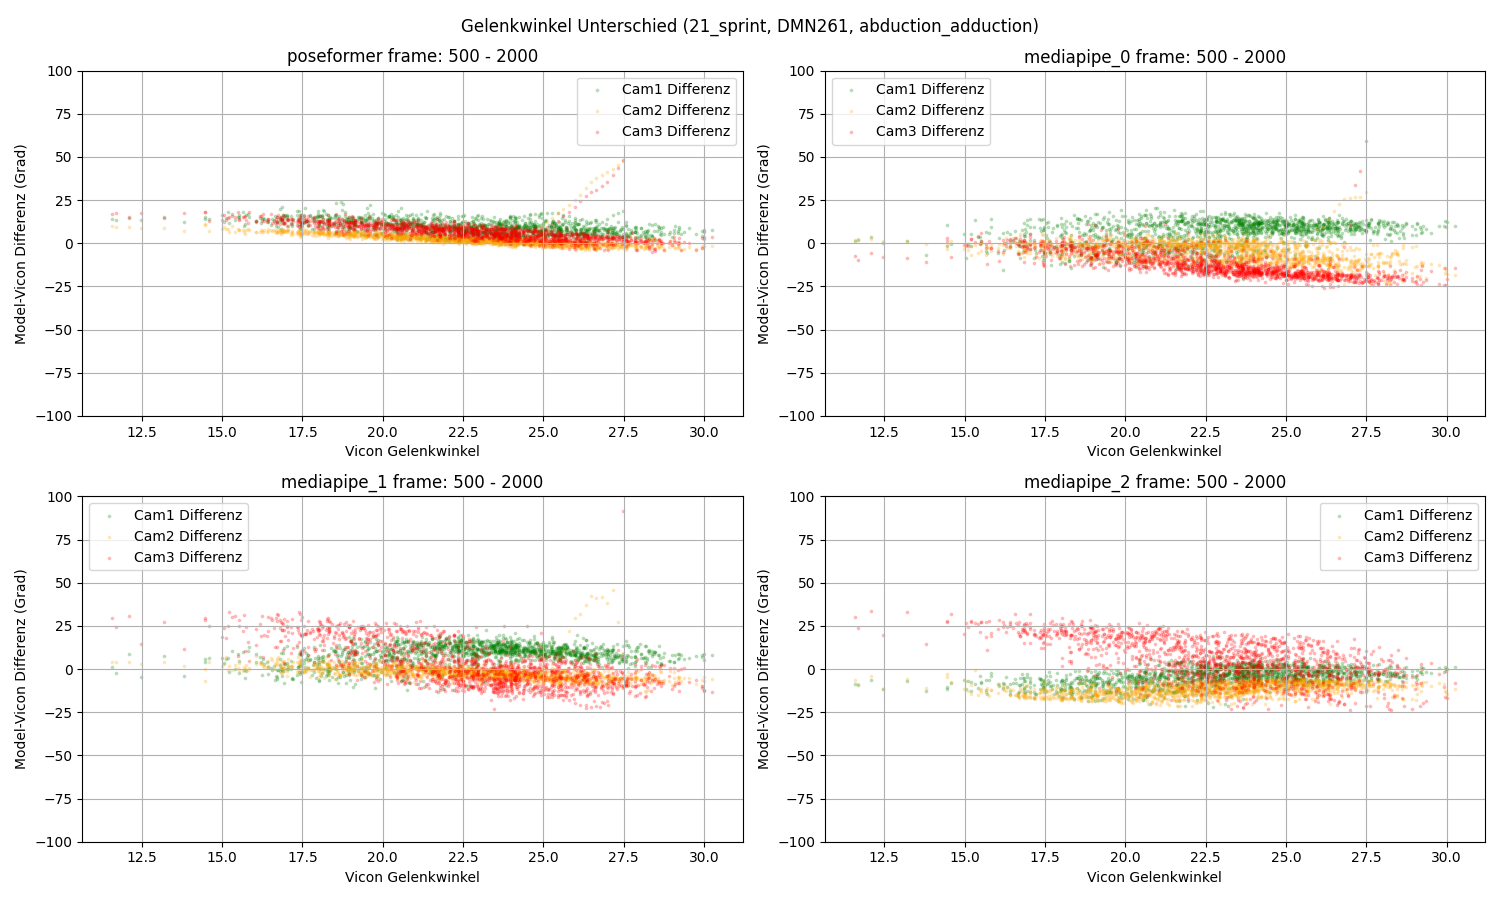 Gelenkwinkel Unterschied (21_sprint, DMN261, abduction_adduction)
poseformer frame: 500 - 2000
100
75
50
25
0
−25
−50
−75
−100
Model-Vicon Differenz (Grad)
Cam1 Differenz
Cam2 Differenz
Cam3 Differenz
12.5 15.0 17.5 20.0 22.5 25.0 27.5 30.0
Vicon Gelenkwinkel
mediapipe_0 frame: 500 - 2000
100
75
50
25
0
−25
−50
−75
−100
Model-Vicon Differenz (Grad)
Cam1 Differenz
Cam2 Differenz
Cam3 Differenz
12.5 15.0 17.5 20.0 22.5 25.0 27.5 30.0
Vicon Gelenkwinkel
mediapipe_1 frame: 500 - 2000
100
75
50
25
0
−25
−50
−75
−100
Model-Vicon Differenz (Grad)
Cam1 Differenz
Cam2 Differenz
Cam3 Differenz
12.5 15.0 17.5 20.0 22.5 25.0 27.5 30.0
Vicon Gelenkwinkel
mediapipe_2 frame: 500 - 2000
100
75
50
25
0
−25
−50
−75
−100
Model-Vicon Differenz (Grad)
Cam1 Differenz
Cam2 Differenz
Cam3 Differenz
12.5 15.0 17.5 20.0 22.5 25.0 27.5 30.0
Vicon Gelenkwinkel